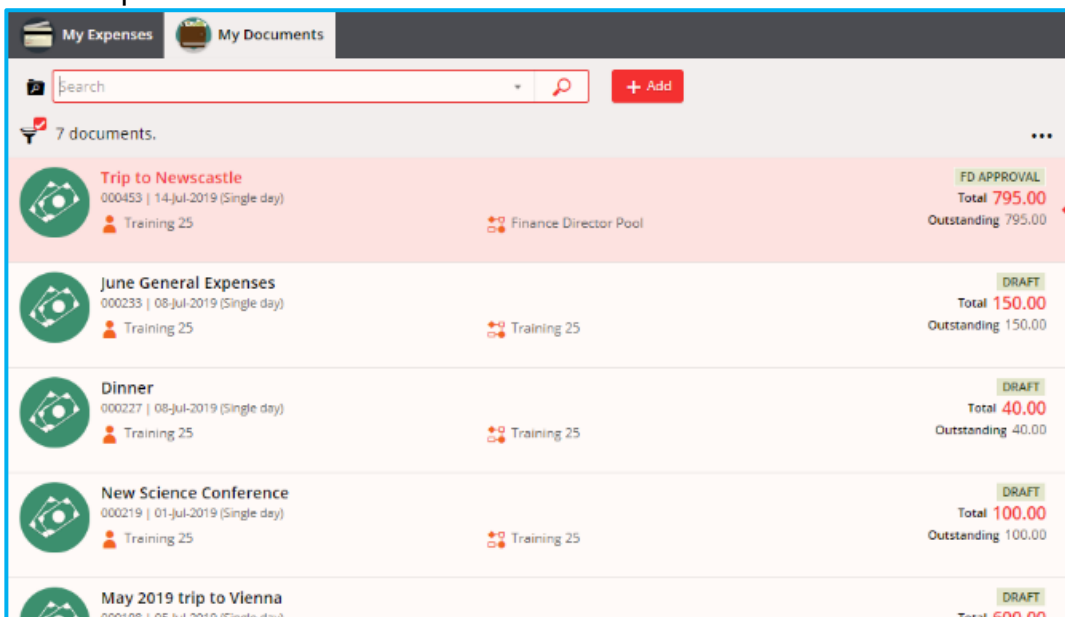 My Expenses My Documents
Search + Add
7 documents.
Trip to Newscastle FD APPROVAL
000453 | 14-Jul-2019 (Single day) Total 795.00
Training 25 Finance Director Pool Outstanding 795.00
June General Expenses DRAFT
000233 | 08-Jul-2019 (Single day) Total 150.00
Training 25 Training 25 Outstanding 150.00
Dinner DRAFT
000227 | 08-Jul-2019 (Single day) Total 40.00
Training 25 Training 25 Outstanding 40.00
New Science Conference DRAFT
000219 | 01-Jul-2019 (Single day) Total 100.00
Training 25 Training 25 Outstanding 100.00
May 2019 trip to Vienna DRAFT
Total 600.00